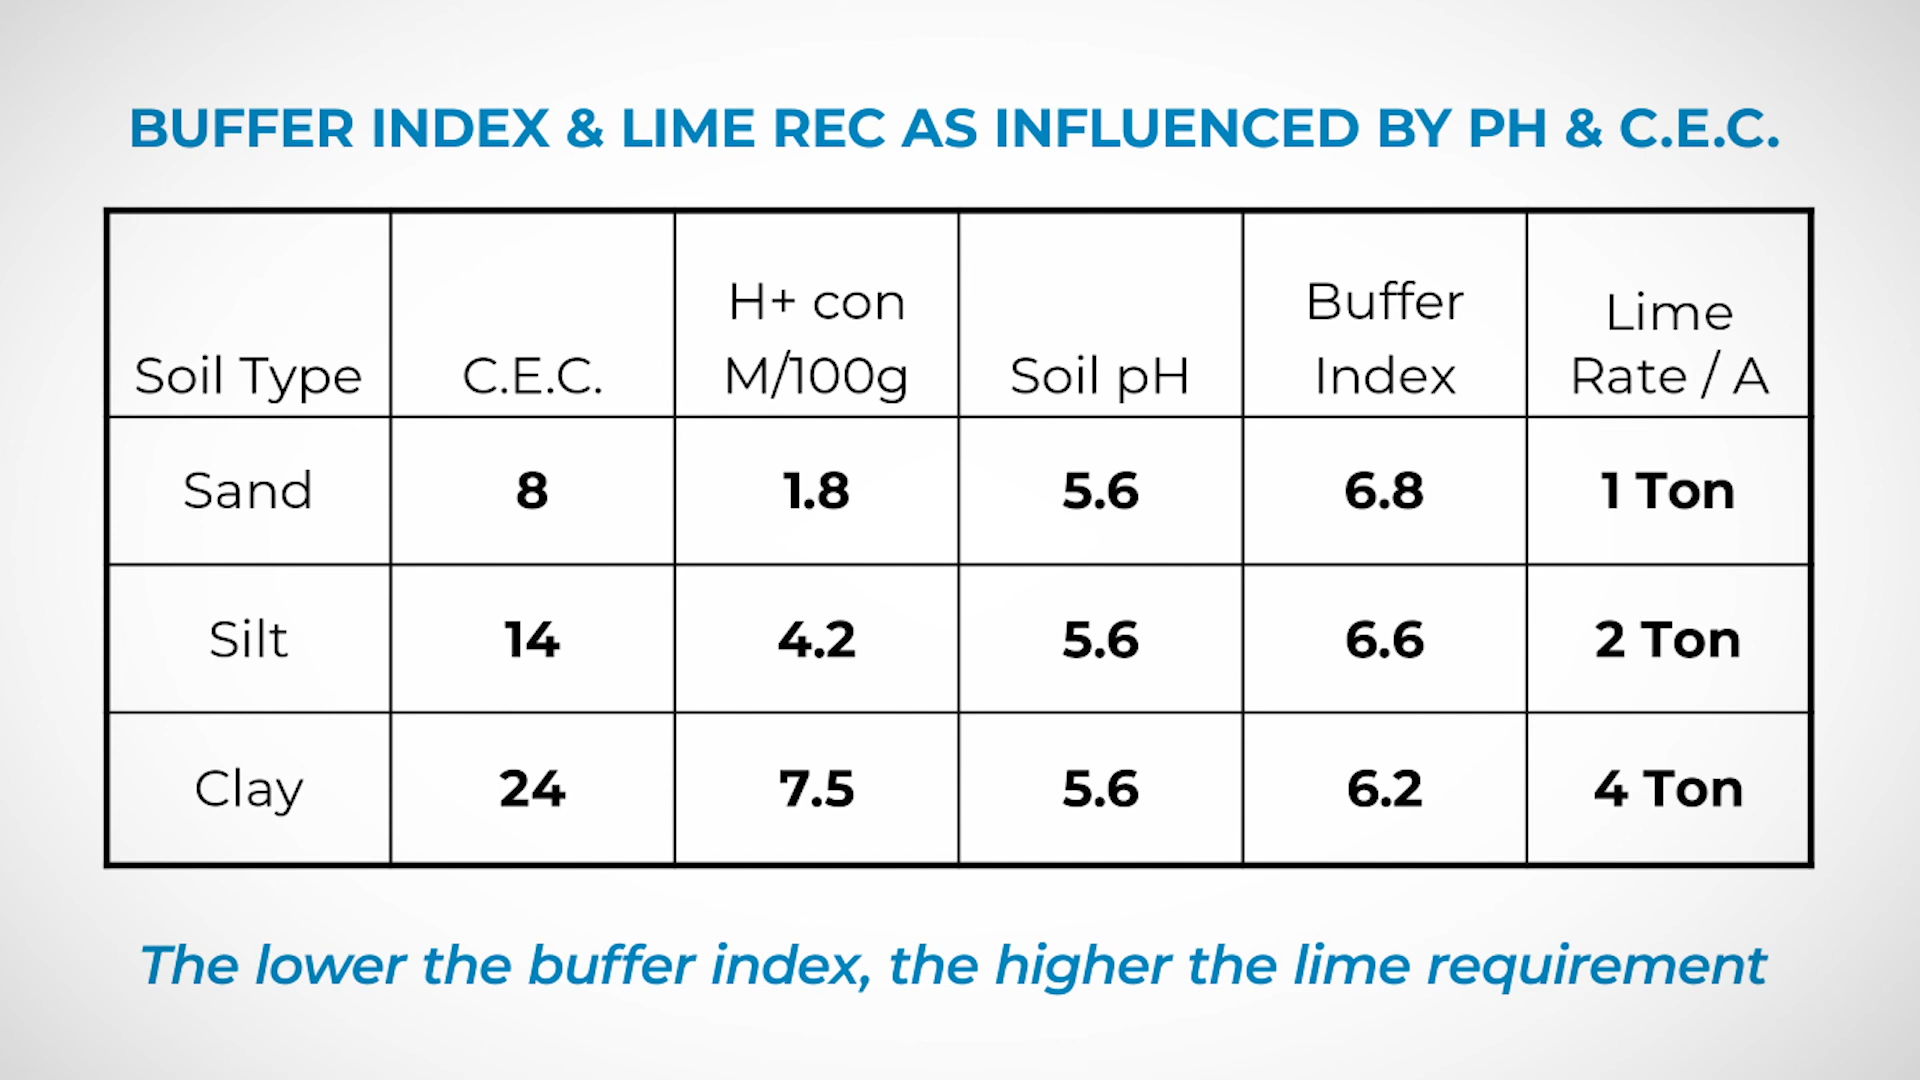 BUFFER INDEX & LIME REC AS INFLUENCED BY PH & C.E.C.
Soil Type C.E.C. H+ con M/100g Soil pH Buffer Index Lime Rate / A
Sand 8 1.8 5.6 6.8 1 Ton
Silt 14 4.2 5.6 6.6 2 Ton
Clay 24 7.5 5.6 6.2 4 Ton
The lower the buffer index, the higher the lime requirement